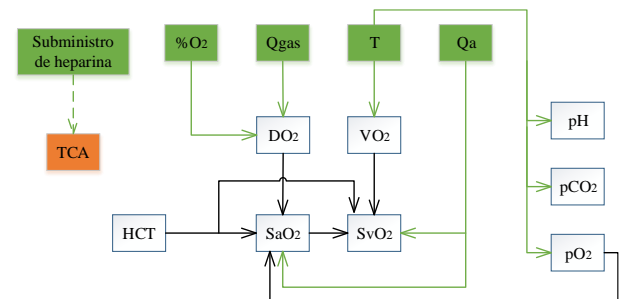 Subministro
de heparina
%O₂
Qgas
T
Qa
TCA
DO₂
VO₂
pH
pCO₂
HCT
SaO₂
SvO₂
pO₂